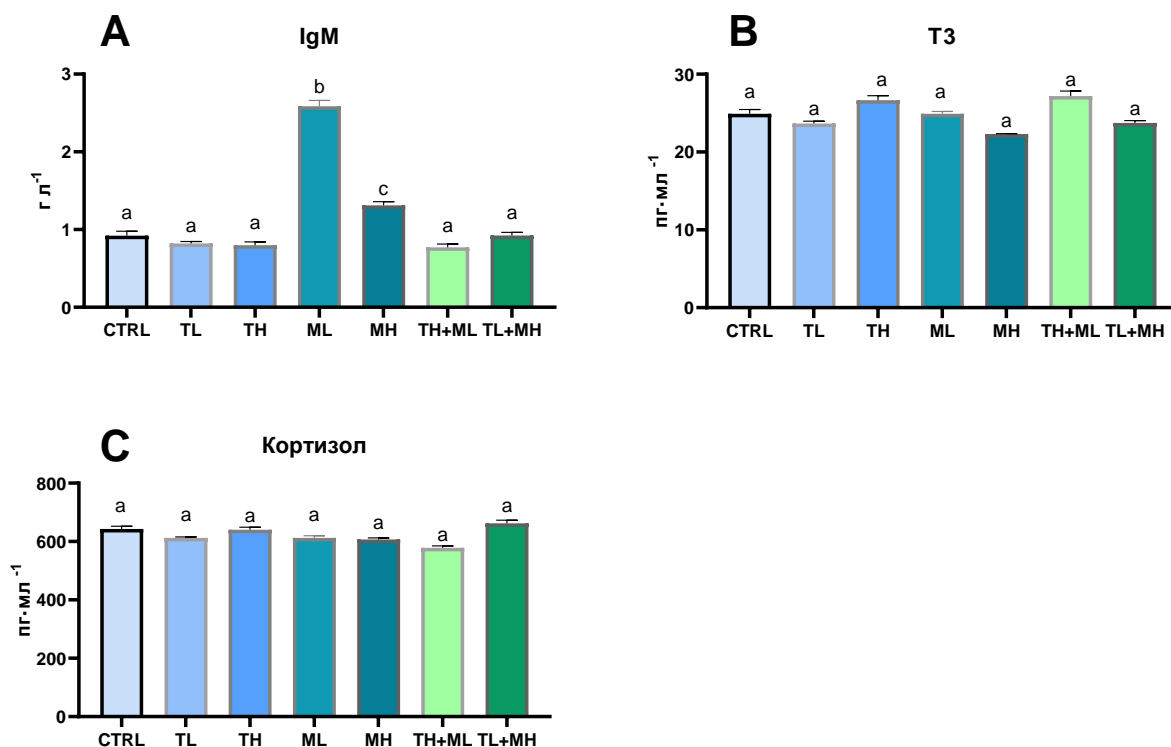 A
IgM
г л⁻¹
3
2
1
0
a
a
a
b
c
a
a
CTRL
TL
TH
ML
MH
TH+ML
TL+MH
B
T3
пг·мл⁻¹
30
20
10
0
a
a
a
a
a
a
a
CTRL
TL
TH
ML
MH
TH+ML
TL+MH
C
Кортизол
пг·мл⁻¹
800
600
400
200
0
a
a
a
a
a
a
a
CTRL
TL
TH
ML
MH
TH+ML
TL+MH